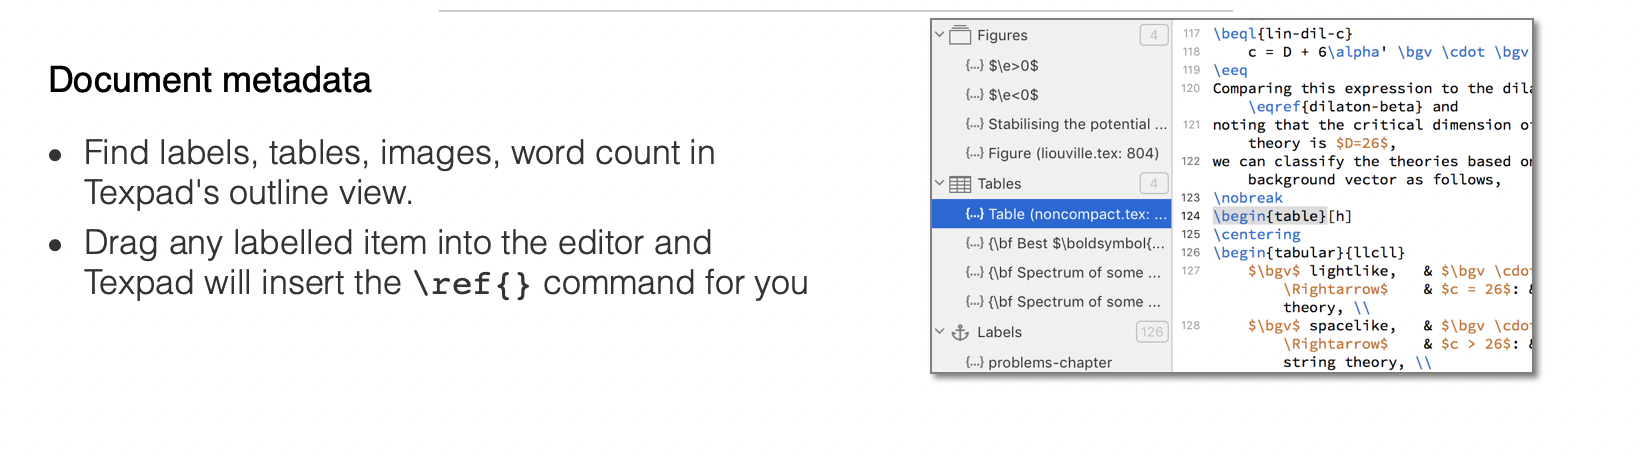 Document metadata
• Find labels, tables, images, word count in
Texpad's outline view.
• Drag any labelled item into the editor and
Texpad will insert the \ref{} command for you
Figures 4
{...} $\e>0$
{...} $\e<0$
{...} Stabilising the potential ...
{...} Figure (liouville.tex: 804)
Tables 4
{...} Table (noncompact.tex: ...
{...} {\bf Best $\boldsymbol{...
{...} {\bf Spectrum of some ...
{...} {\bf Spectrum of some ...
Labels 126
{...} problems-chapter
117 \beql{lin-dil-c}
118 c = D + 6\alpha' \bgv \cdot \bgv
119 \eeq
120 Comparing this expression to the
\eqref{dilaton-beta} and
121 noting that the critical dimension
theory is $D=26$,
122 we can classify the theories based
background vector as follows,
123 \nobreak
124 \begin{table}[h]
125 \centering
126 \begin{tabular}{llcll}
127 $\bgv$ lightlike, & $\bgv
\Rightarrow$ & $c = 26$:
theory, \\
128 $\bgv$ spacelike, & $\bgv
\Rightarrow$ & $c > 26$:
string theory, \\